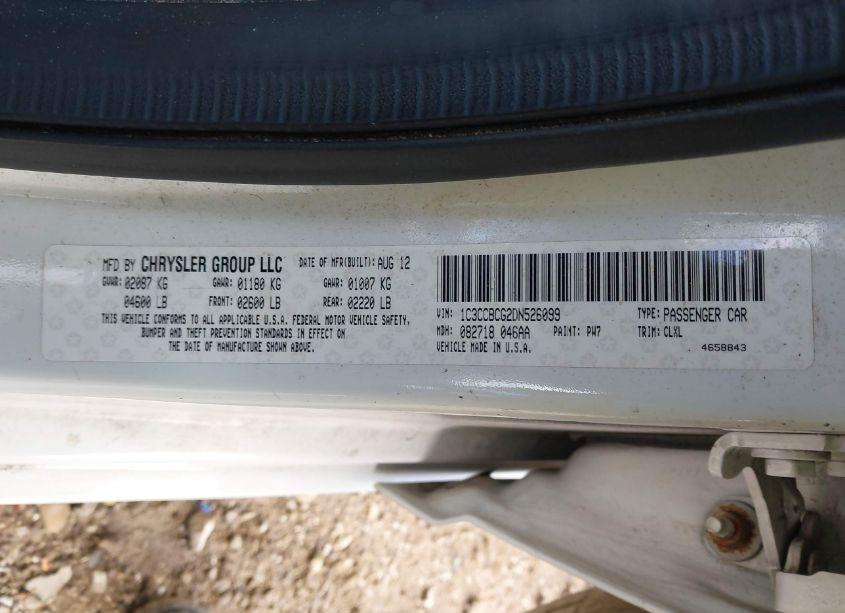 MFD BY CHRYSLER GROUP LLC DATE OF MFR(BUILT): AUG 12
GVWR: 02087 KG GAWR: 01180 KG GAWR: 01007 KG
04600 LB FRONT: 02600 LB REAR: 02220 LB
THIS VEHICLE CONFORMS TO ALL APPLICABLE U.S.A. FEDERAL MOTOR VEHICLE SAFETY,
BUMPER AND THEFT PREVENTION STANDARDS IN EFFECT ON
THE DATE OF MANUFACTURE SHOWN ABOVE.
VIN: 1C3CCBCG2DN526099 TYPE: PASSENGER CAR
MDH: 082718 046AA PAINT: PW7 TRIM: CLXL
VEHICLE MADE IN U.S.A. 4658843